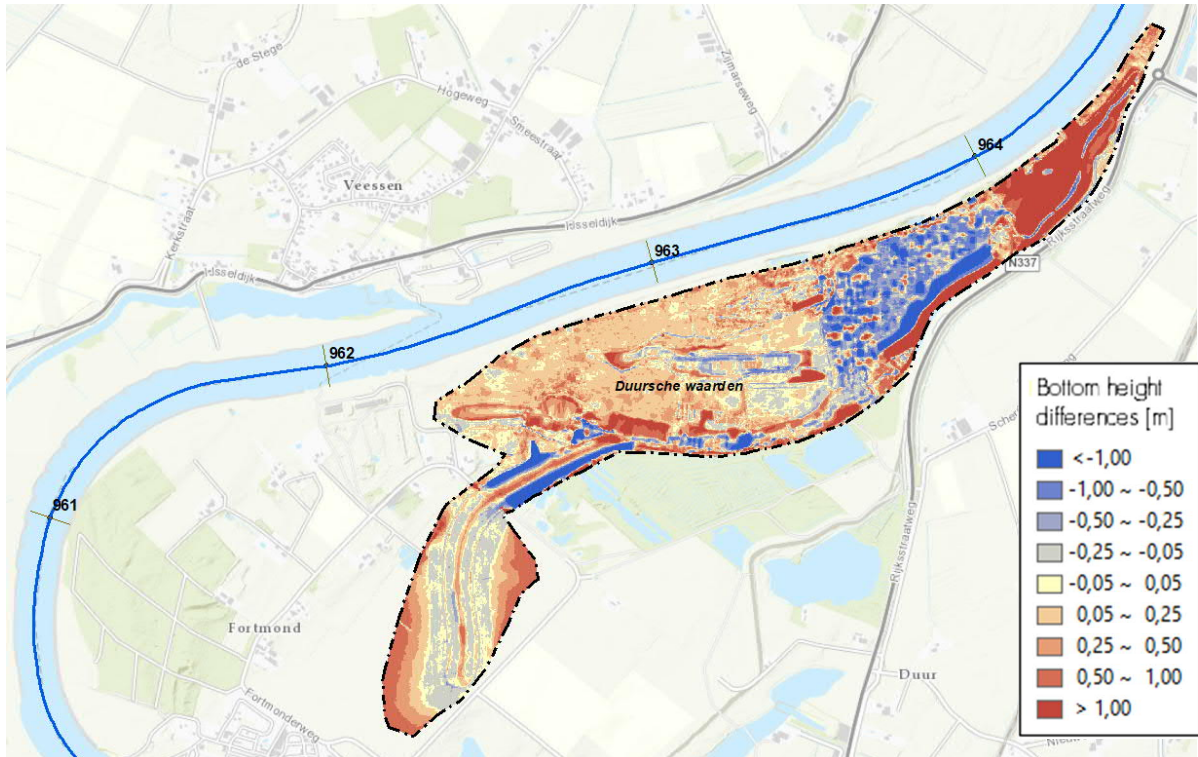 de Stege
Hogeweg
Smeestraat
Zijmarseweg
Veessen
Kerkstraat
IJsseldijk
IJsseldijk
964
963
962
961
Rijksstraatweg
N337
Duursche waarden
Fortmond
Fortmonderweg
Rijksstraatweg
Duur
Bottom height
differences [m]
< -1,00
-1,00 ~ -0,50
-0,50 ~ -0,25
-0,25 ~ -0,05
-0,05 ~ 0,05
0,05 ~ 0,25
0,25 ~ 0,50
0,50 ~ 1,00
> 1,00